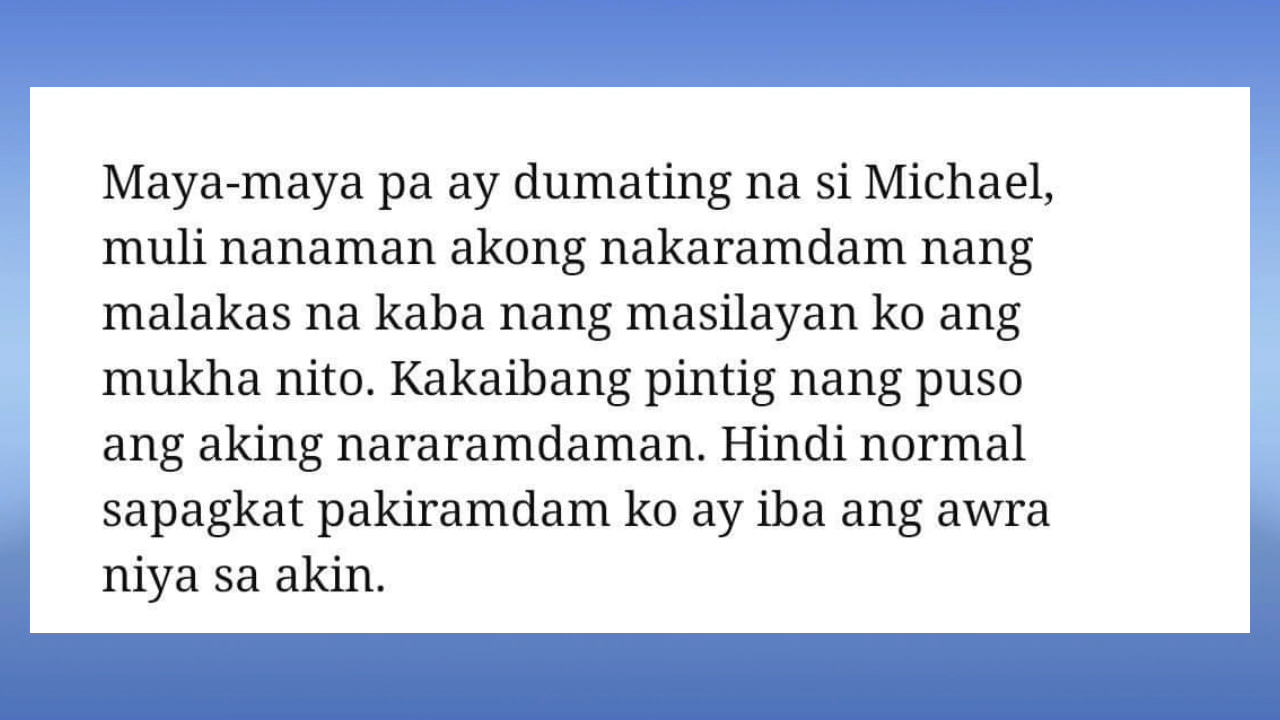 Maya-maya pa ay dumating na si Michael,
muli nanaman akong nakaramdam nang
malakas na kaba nang masilayan ko ang
mukha nito. Kakaibang pintig nang puso
ang aking nararamdaman. Hindi normal
sapagkat pakiramdam ko ay iba ang awra
niya sa akin.